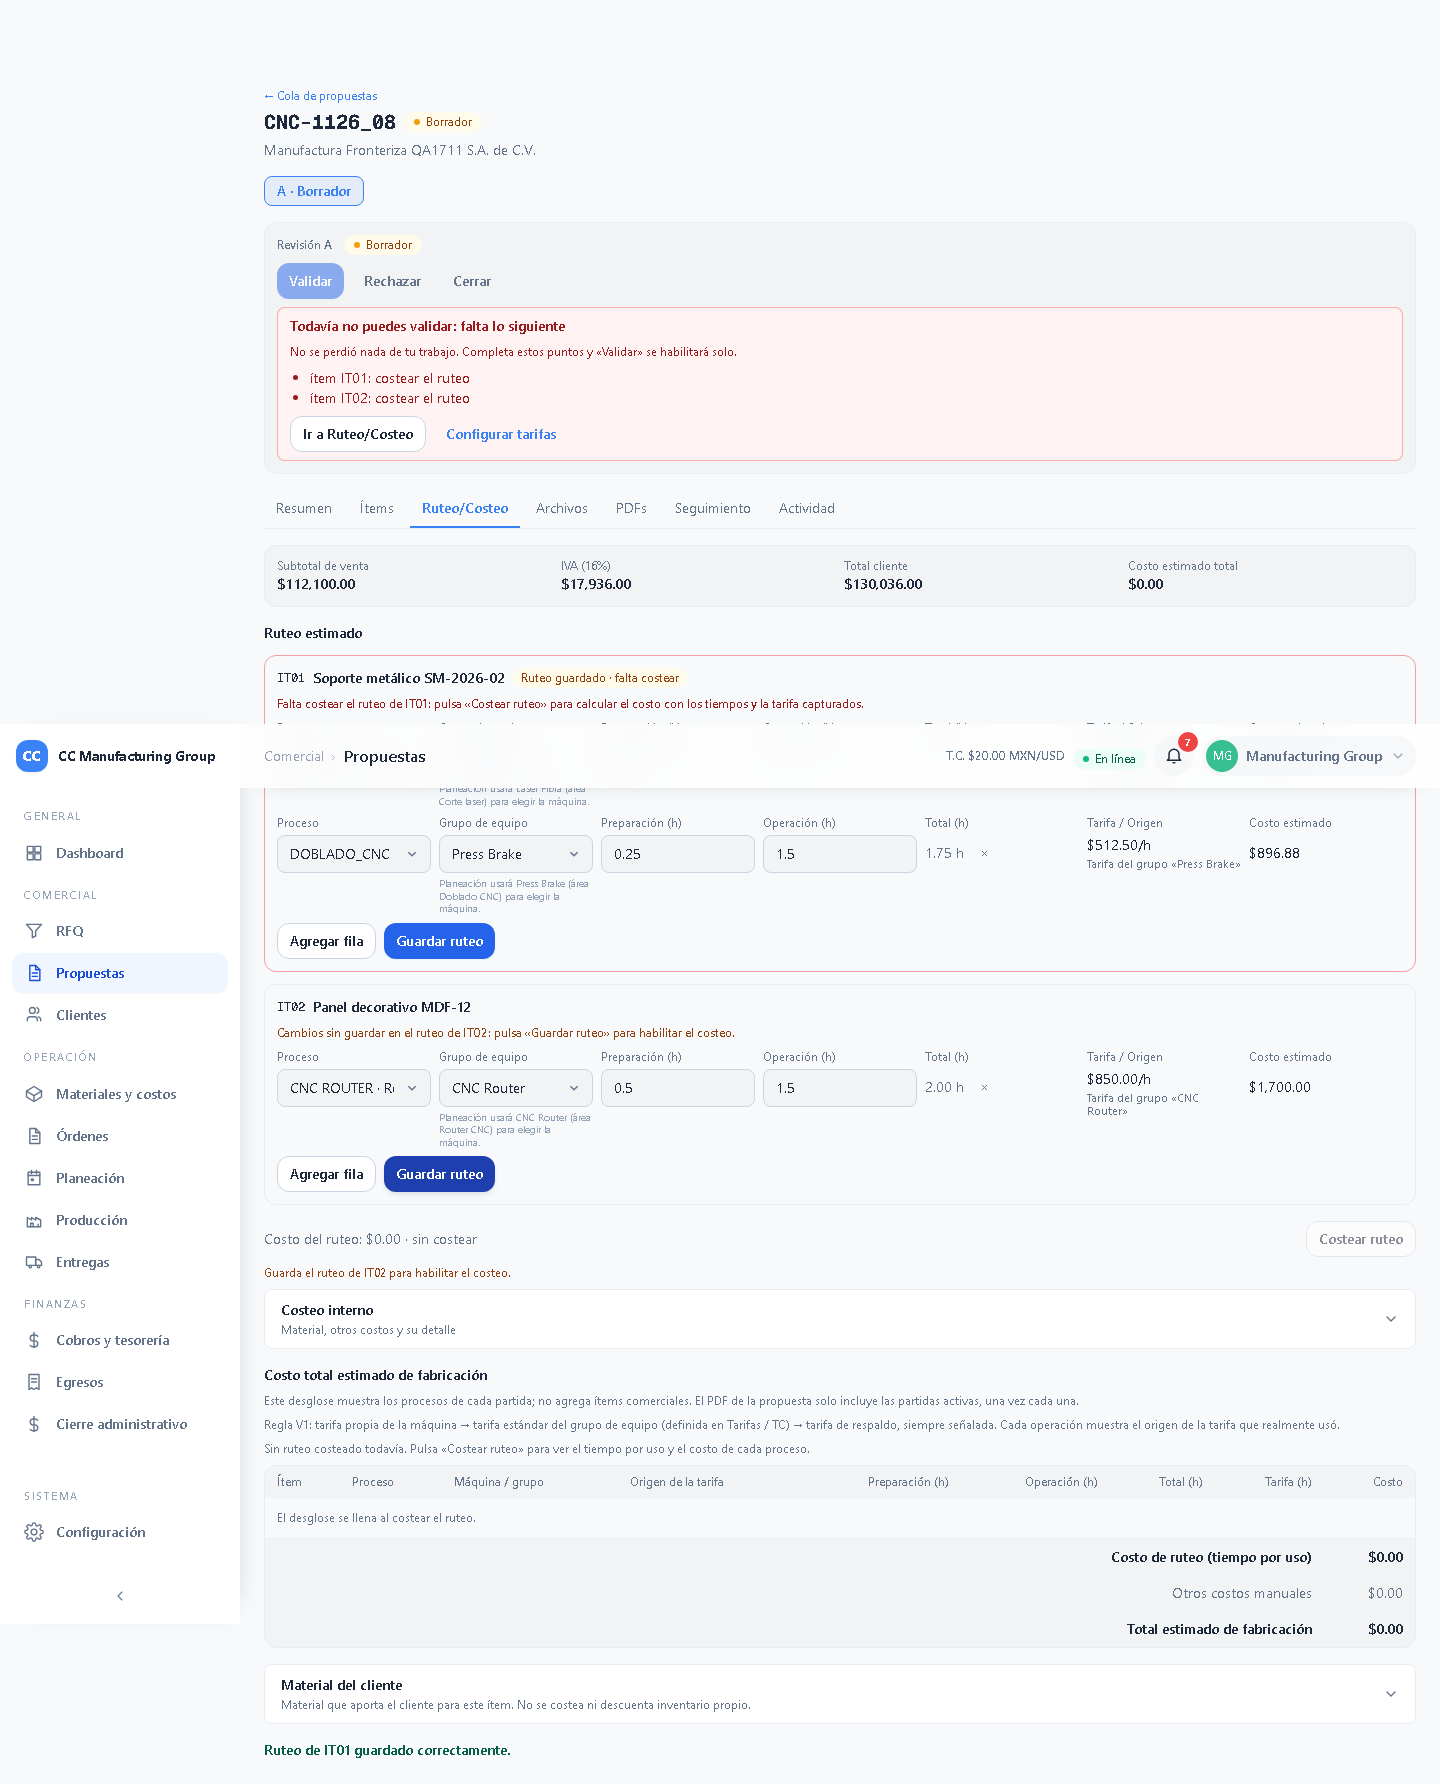 ← Cola de propuestas
CNC-1126_08 Borrador
Manufactura Fronteriza QA1711 S.A. de C.V.
A · Borrador
Revisión A Borrador
Validar Rechazar Cerrar
Todavía no puedes validar: falta lo siguiente
No se perdió nada de tu trabajo. Completa estos puntos y «Validar» se habilitará solo.
• ítem IT01: costear el ruteo
• ítem IT02: costear el ruteo
Ir a Ruteo/Costeo Configurar tarifas
Resumen Ítems Ruteo/Costeo Archivos PDFs Seguimiento Actividad
Subtotal de venta IVA (16%) Total cliente Costo estimado total
$112,100.00 $17,936.00 $130,036.00 $0.00
Ruteo estimado
IT01 Soporte metálico SM-2026-02 Ruteo guardado · falta costear
Falta costear el ruteo de IT01: pulsa «Costear ruteo» para calcular el costo con los tiempos y la tarifa capturados.
CC CC Manufacturing Group
Comercial › Propuestas T.C. $20.00 MXN/USD En línea 7 MG Manufacturing Group
Planeación usará Láser Fibra (área
Corte láser) para elegir la máquina.
Proceso Grupo de equipo Preparación (h) Operación (h) Total (h) Tarifa / Origen Costo estimado
DOBLADO_CNC Press Brake 0.25 1.5 1.75 h × $512.50/h $896.88
Tarifa del grupo «Press Brake»
Planeación usará Press Brake (área
Doblado CNC) para elegir la
máquina.
Agregar fila Guardar ruteo
IT02 Panel decorativo MDF-12
Cambios sin guardar en el ruteo de IT02: pulsa «Guardar ruteo» para habilitar el costeo.
Proceso Grupo de equipo Preparación (h) Operación (h) Total (h) Tarifa / Origen Costo estimado
CNC ROUTER · CNC Router 0.5 1.5 2.00 h × $850.00/h $1,700.00
Tarifa del grupo «CNC
Router»
Planeación usará CNC Router (área
Router CNC) para elegir la
máquina.
Agregar fila Guardar ruteo
Costo del ruteo: $0.00 · sin costear Costear ruteo
Guarda el ruteo de IT02 para habilitar el costeo.
Costeo interno
Material, otros costos y su detalle
Costo total estimado de fabricación
Este desglose muestra los procesos de cada partida; no agrega ítems comerciales. El PDF de la propuesta solo incluye las partidas activas, una vez cada una.
Regla V1: tarifa propia de la máquina → tarifa estándar del grupo de equipo (definida en Tarifas / TC) → tarifa de respaldo, siempre señalada. Cada operación muestra el origen de la tarifa que realmente usó.
Sin ruteo costeado todavía. Pulsa «Costear ruteo» para ver el tiempo por uso y el costo de cada proceso.
Ítem Proceso Máquina / grupo Origen de la tarifa Preparación (h) Operación (h) Total (h) Tarifa (h) Costo
El desglose se llena al costear el ruteo.
Costo de ruteo (tiempo por uso) $0.00
Otros costos manuales $0.00
Total estimado de fabricación $0.00
Material del cliente
Material que aporta el cliente para este ítem. No se costea ni descuenta inventario propio.
Ruteo de IT01 guardado correctamente.
GENERAL
Dashboard
COMERCIAL
RFQ
Propuestas
Clientes
OPERACIÓN
Materiales y costos
Órdenes
Planeación
Producción
Entregas
FINANZAS
Cobros y tesorería
Egresos
Cierre administrativo
SISTEMA
Configuración